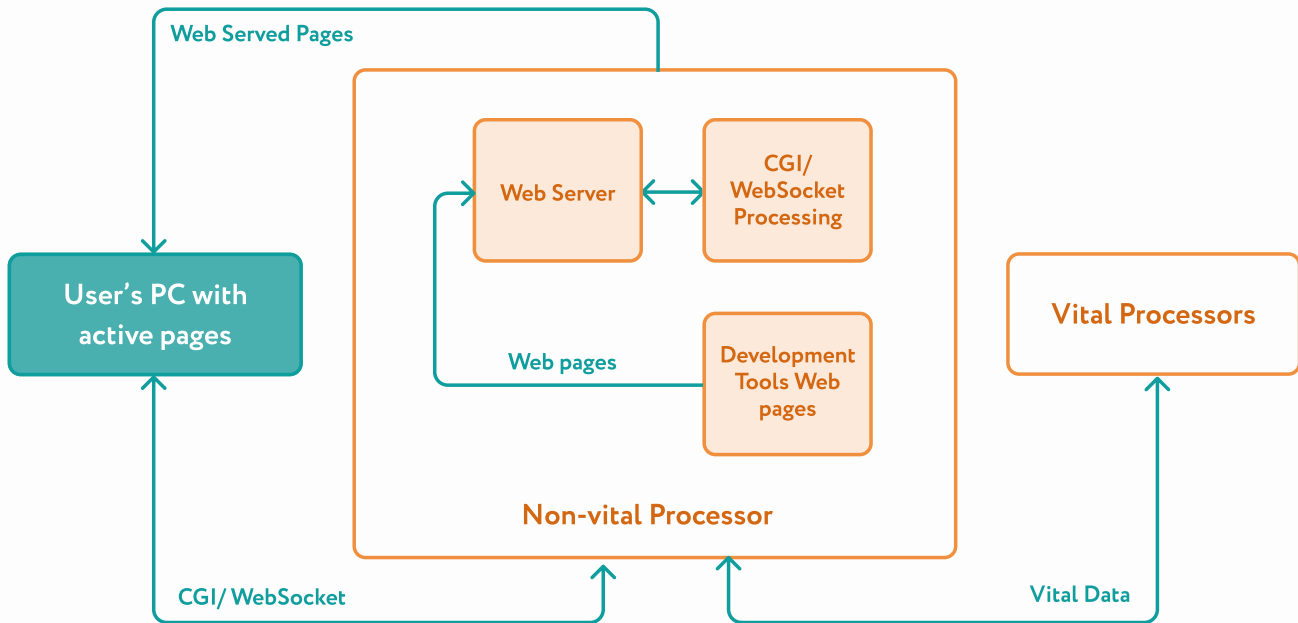 Web Served Pages
Web Server
CGI/
WebSocket
Processing
User’s PC with
active pages
Vital Processors
Web pages
Development
Tools Web
pages
Non-vital Processor
CGI/ WebSocket
Vital Data